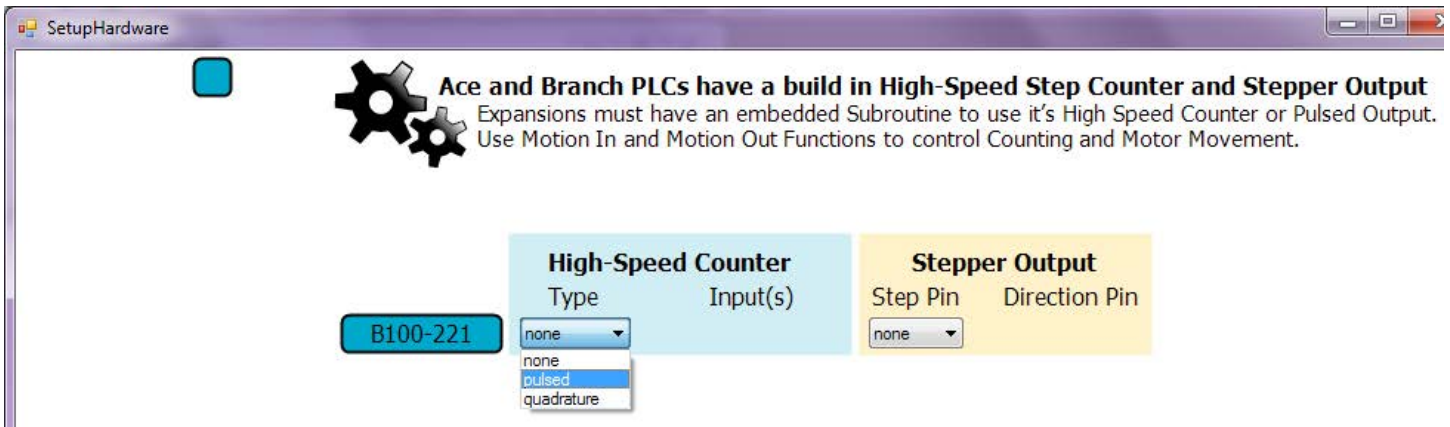 SetupHardware
Ace and Branch PLCs have a build in High-Speed Step Counter and Stepper Output
Expansions must have an embedded Subroutine to use it's High Speed Counter or Pulsed Output.
Use Motion In and Motion Out Functions to control Counting and Motor Movement.
High-Speed Counter
Stepper Output
Type
Input(s)
Step Pin
Direction Pin
B100-221
none
none
none
pulsed
quadrature